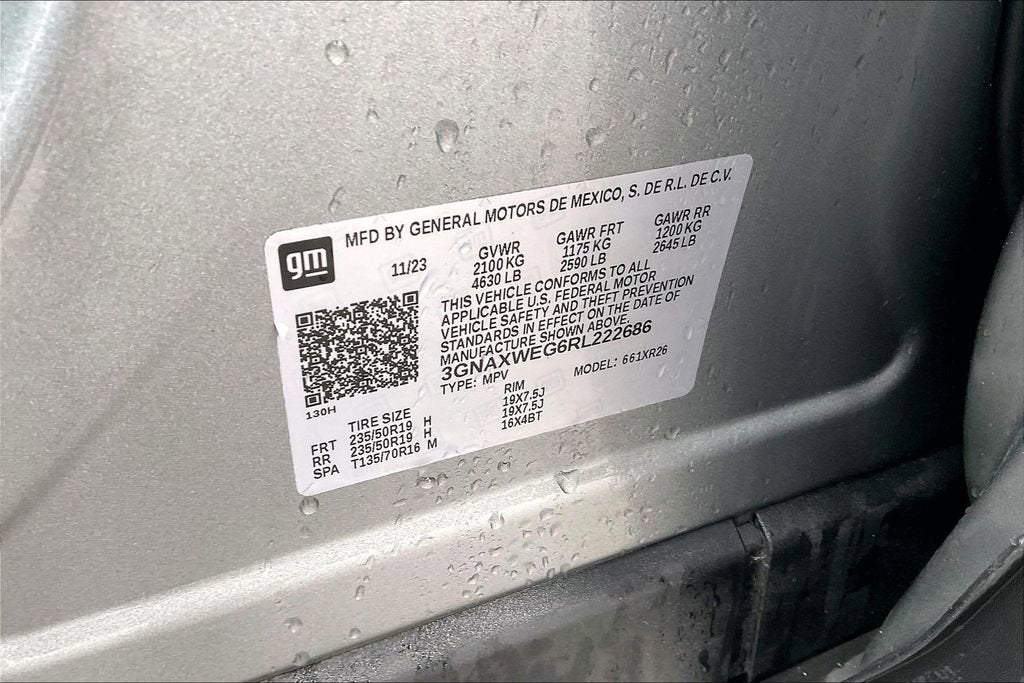 gm
MFD BY GENERAL MOTORS DE MEXICO, S. DE R.L. DE C.V.
11/23 GVWR GAWR FRT GAWR RR
2100 KG 1175 KG 1200 KG
4630 LB 2590 LB 2645 LB
THIS VEHICLE CONFORMS TO ALL
APPLICABLE U.S. FEDERAL MOTOR
VEHICLE SAFETY AND THEFT PREVENTION
STANDARDS IN EFFECT ON THE DATE OF
MANUFACTURE SHOWN ABOVE.
3GNAXWEG6RL222686
TYPE: MPV MODEL: 661XR26
130H
TIRE SIZE RIM
FRT 235/50R19 H 19X7.5J
RR 235/50R19 H 19X7.5J
SPA T135/70R16 M 16X4BT